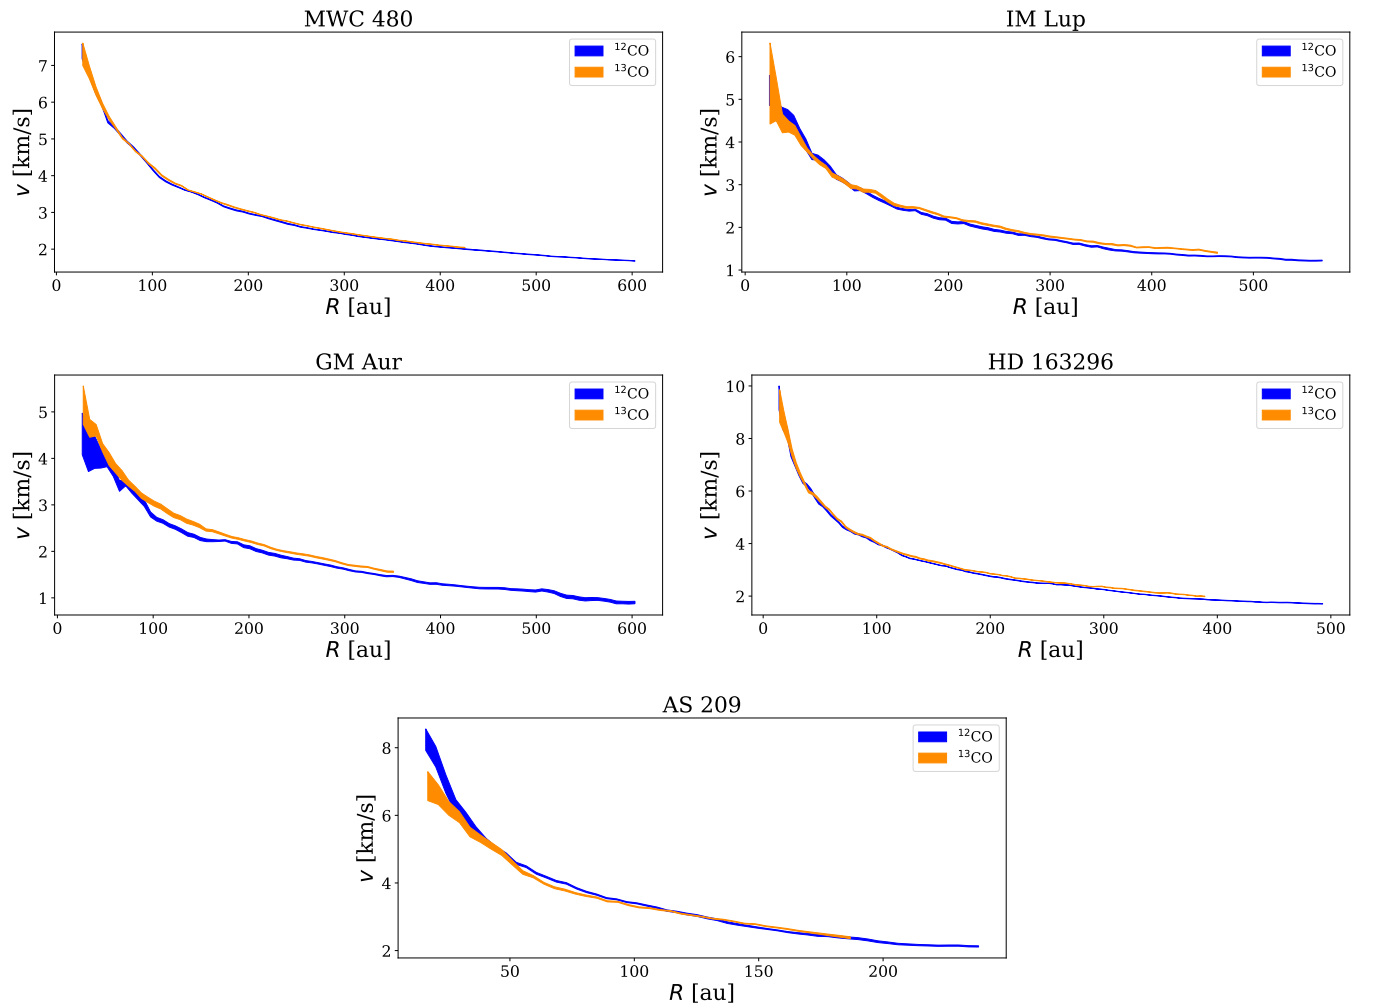 MWC 480
7
6
5
4
3
2
v [km/s]
12CO
13CO
0 100 200 300 400 500 600
R [au]
IM Lup
6
5
4
3
2
1
v [km/s]
12CO
13CO
0 100 200 300 400 500
R [au]
GM Aur
5
4
3
2
1
v [km/s]
12CO
13CO
0 100 200 300 400 500 600
R [au]
HD 163296
10
8
6
4
2
v [km/s]
12CO
13CO
0 100 200 300 400 500
R [au]
AS 209
8
6
4
2
v [km/s]
12CO
13CO
50 100 150 200
R [au]